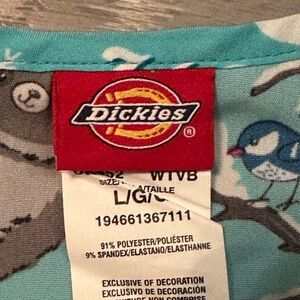 Dickies
®
WTVB
SIZE/ /TAILLE
L/G/
194661367111
91% POLYESTER/POLIÉSTER
9% SPANDEX/ELASTANO/ELASTHANNE
EXCLUSIVE OF DECORATION
EXCLUSIVO DE DECORACIÓN